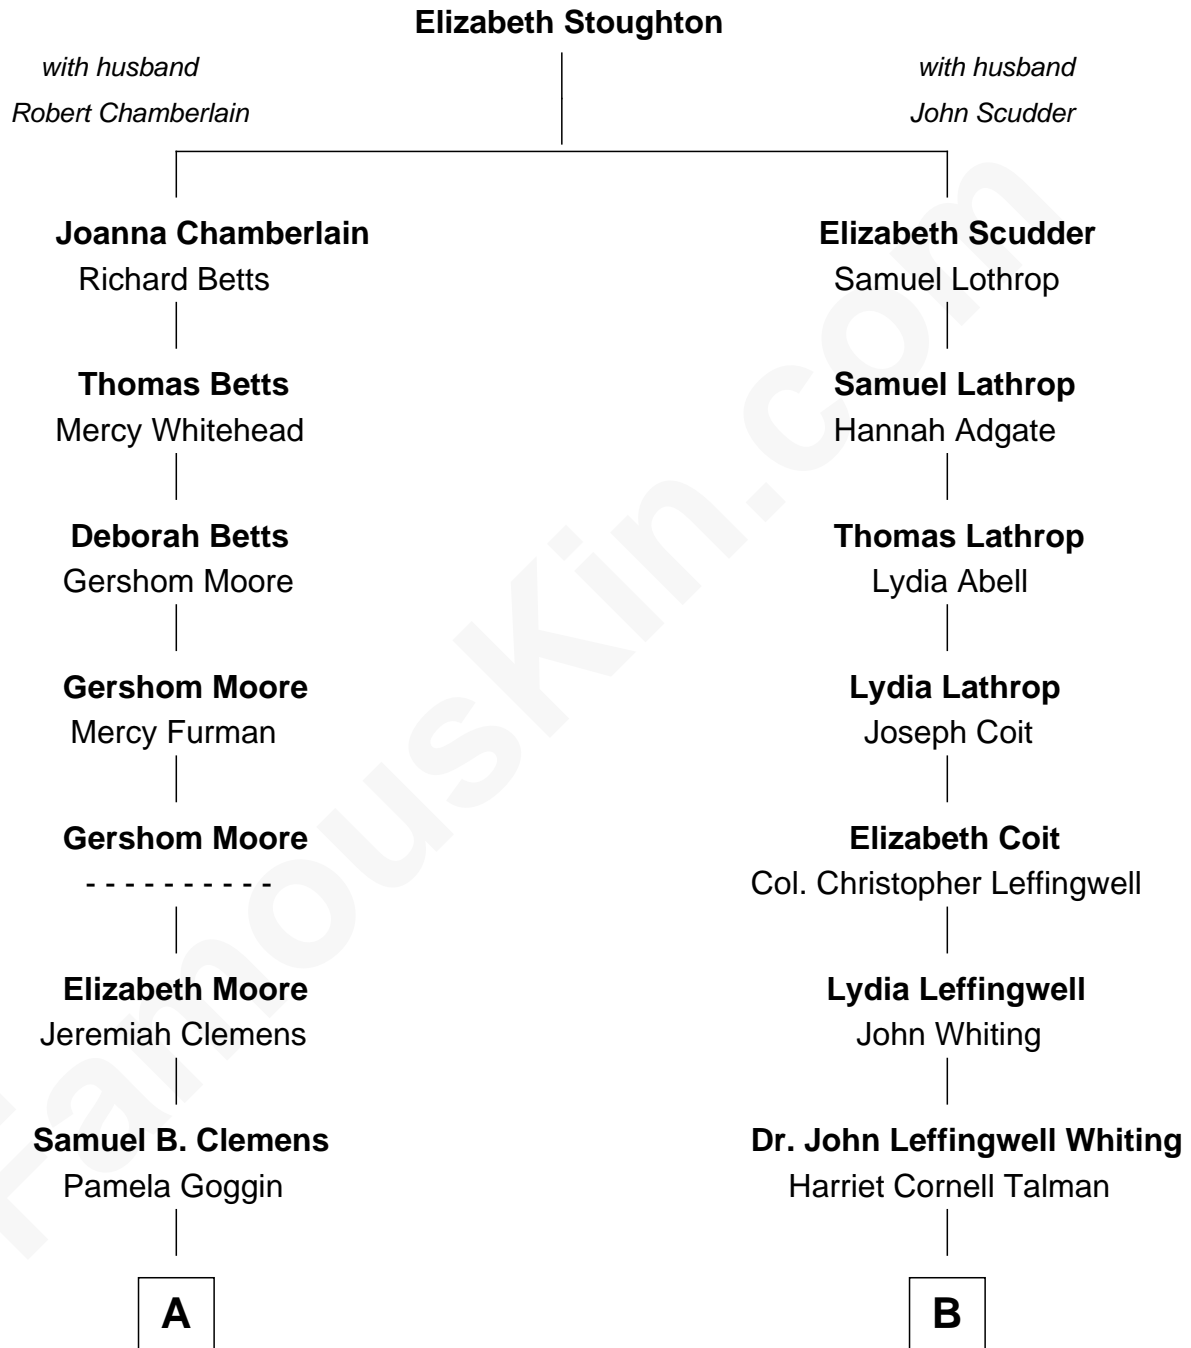 Elizabeth Stoughton
with husband
Robert Chamberlain
with husband
John Scudder
Joanna Chamberlain
Richard Betts
Elizabeth Scudder
Samuel Lothrop
Thomas Betts
Mercy Whitehead
Samuel Lathrop
Hannah Adgate
Deborah Betts
Gershom Moore
Thomas Lathrop
Lydia Abell
Gershom Moore
Mercy Furman
Lydia Lathrop
Joseph Coit
Gershom Moore
- - - - - - - - - -
Elizabeth Coit
Col. Christopher Leffingwell
Elizabeth Moore
Jeremiah Clemens
Lydia Leffingwell
John Whiting
Samuel B. Clemens
Pamela Goggin
Dr. John Leffingwell Whiting
Harriet Cornell Talman
A
B
FamousKin.com